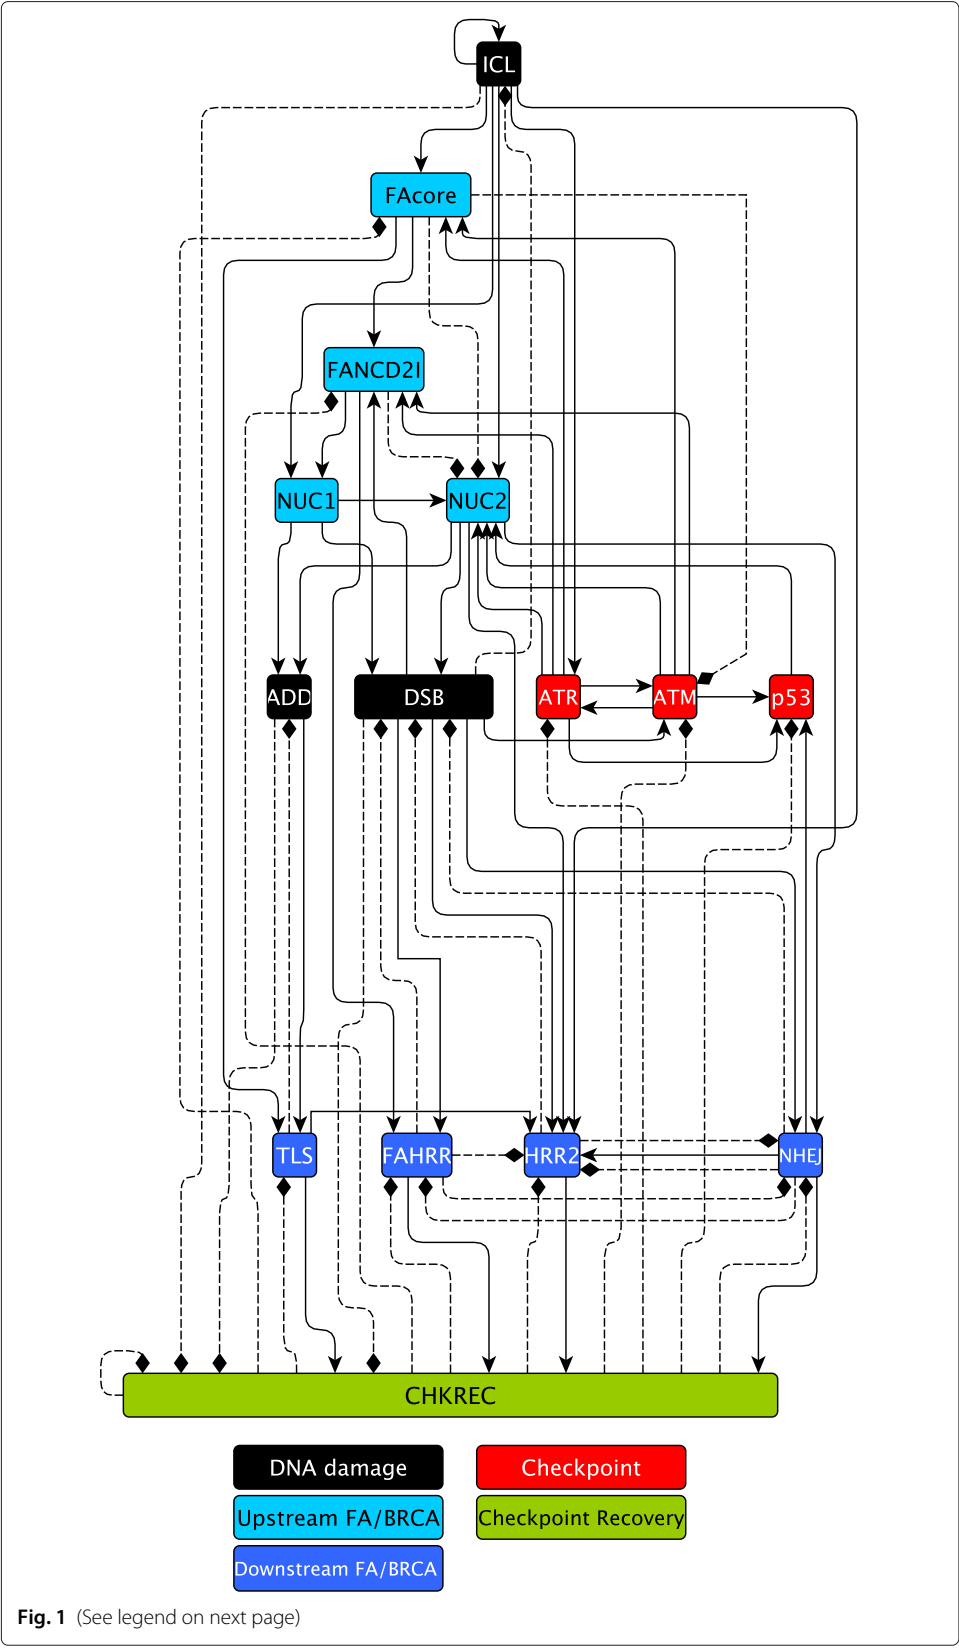 ICL
FAcore
FANCD2I
NUC1 NUC2
ADD DSB ATR ATM p53
TLS FAHRR HRR2 NHEJ
CHKREC
DNA damage Checkpoint
Upstream FA/BRCA Checkpoint Recovery
Downstream FA/BRCA
Fig. 1 (See legend on next page)